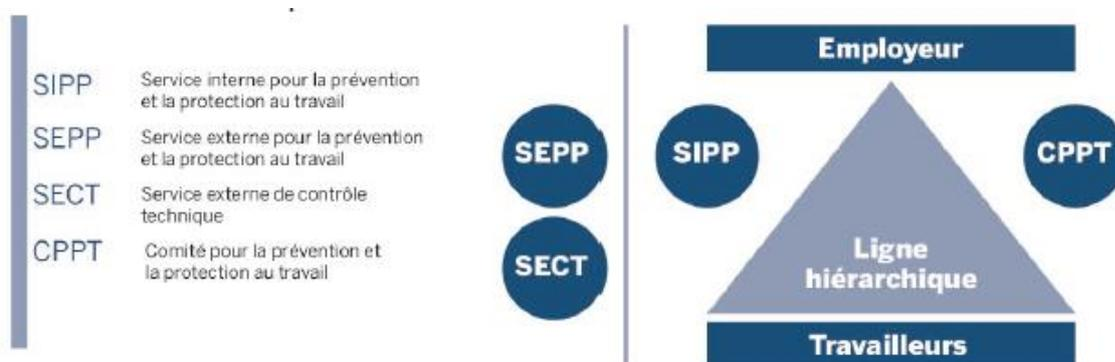 SIPP
Service interne pour la prévention
et la protection au travail
SEPP
Service externe pour la prévention
et la protection au travail
SECT
Service externe de contrôle
technique
CPPT
Comité pour la prévention et
la protection au travail
SEPP
SECT
Employeur
SIPP
CPPT
Ligne
hiérarchique
Travailleurs